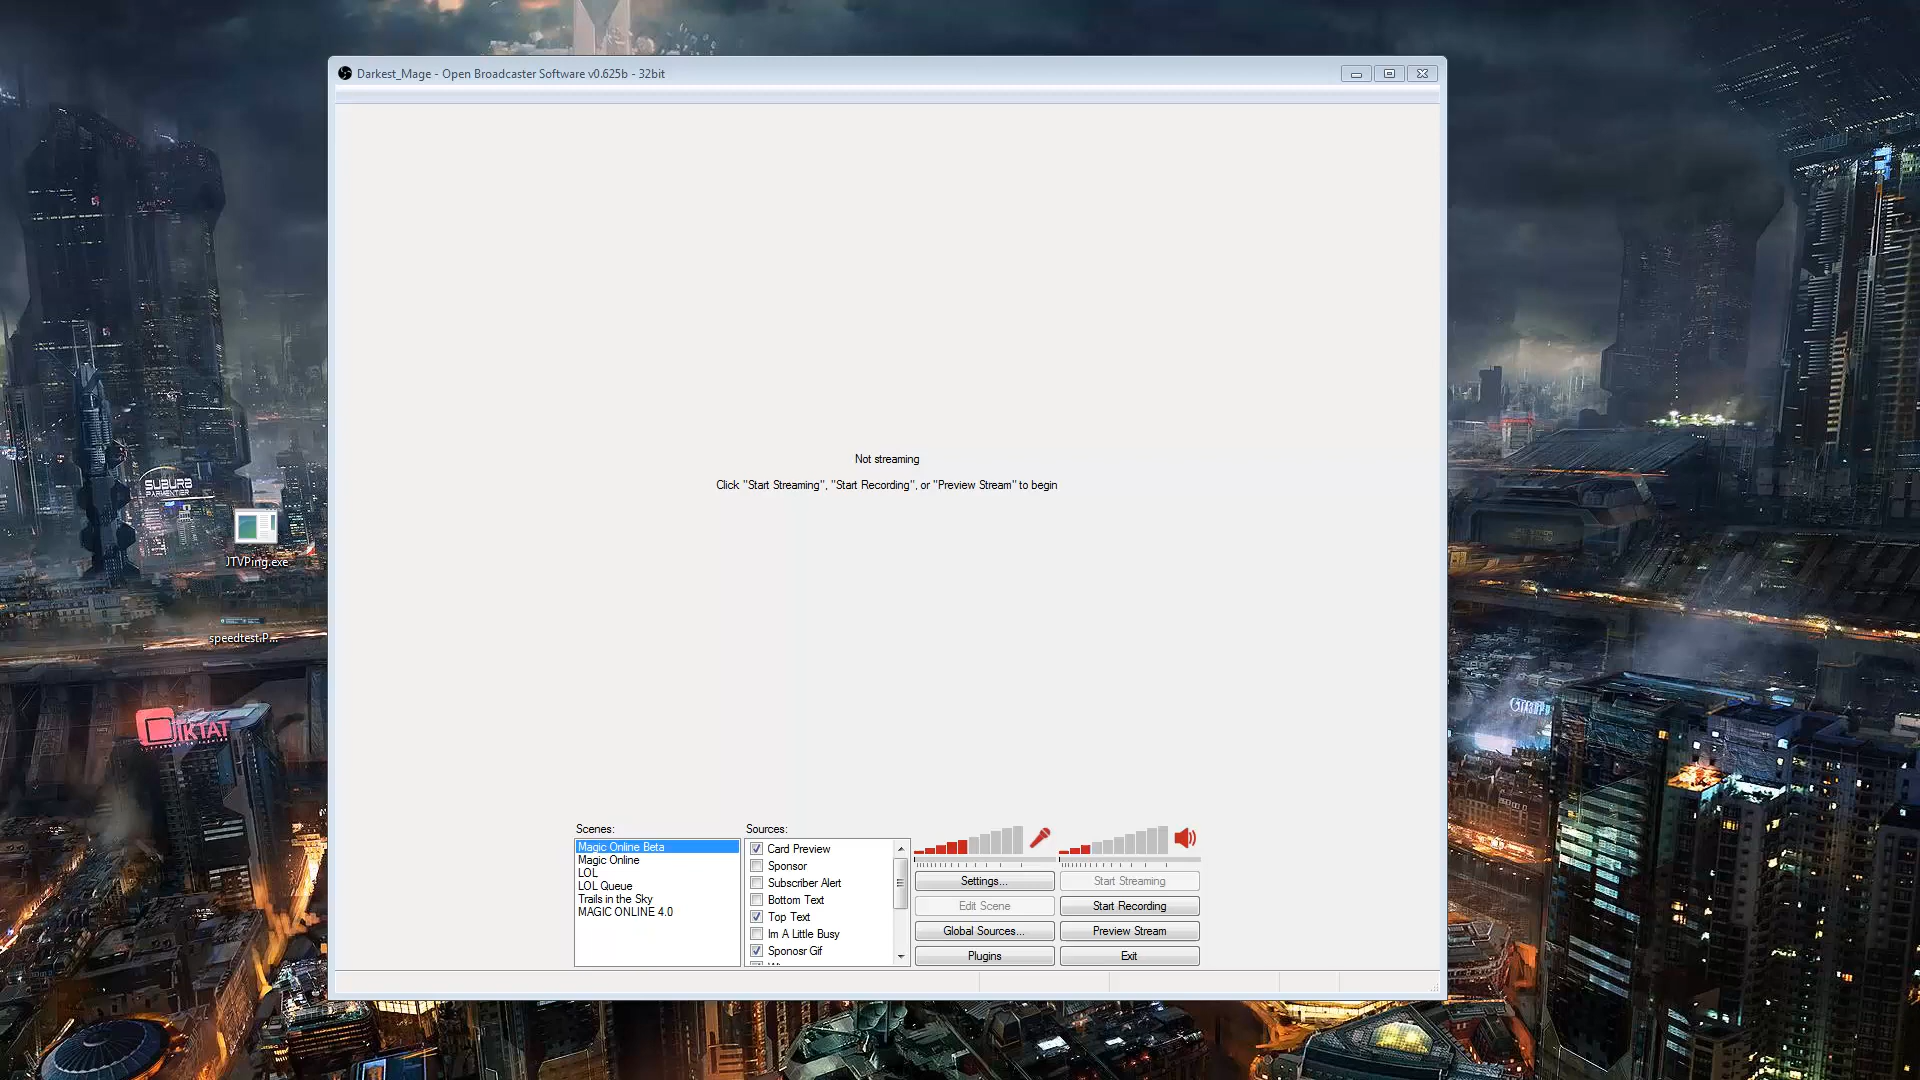 Darkest_Mage - Open Broadcaster Software v0.625b - 32bit
Not streaming
Click "Start Streaming", "Start Recording", or "Preview Stream" to begin
SUBURB
PARMENTIER
JTVPing.exe
speedtest.P...
DIKTAT
Scenes:
Magic Online Beta
Magic Online
LOL
LOL Queue
Trails in the Sky
MAGIC ONLINE 4.0
Sources:
Card Preview
Sponsor
Subscriber Alert
Bottom Text
Top Text
Im A Little Busy
Sponosr Gif
Settings...
Edit Scene
Global Sources...
Plugins
Start Streaming
Start Recording
Preview Stream
Exit